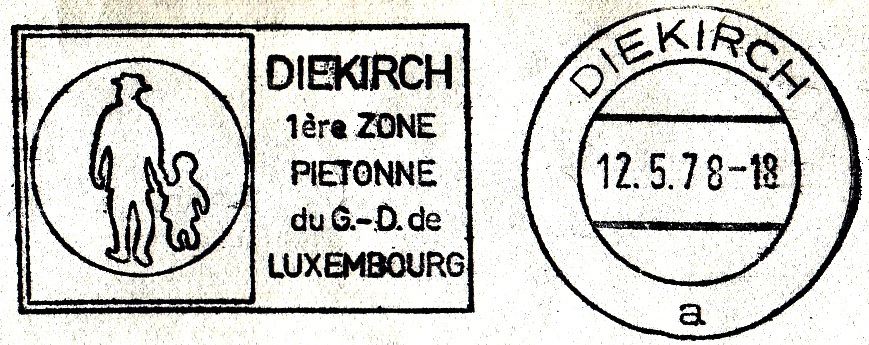 DIEKIRCH
1ère ZONE
PIETONNE
du G.-D. de
LUXEMBOURG
DIEKIRCH
12.5.78-18
a